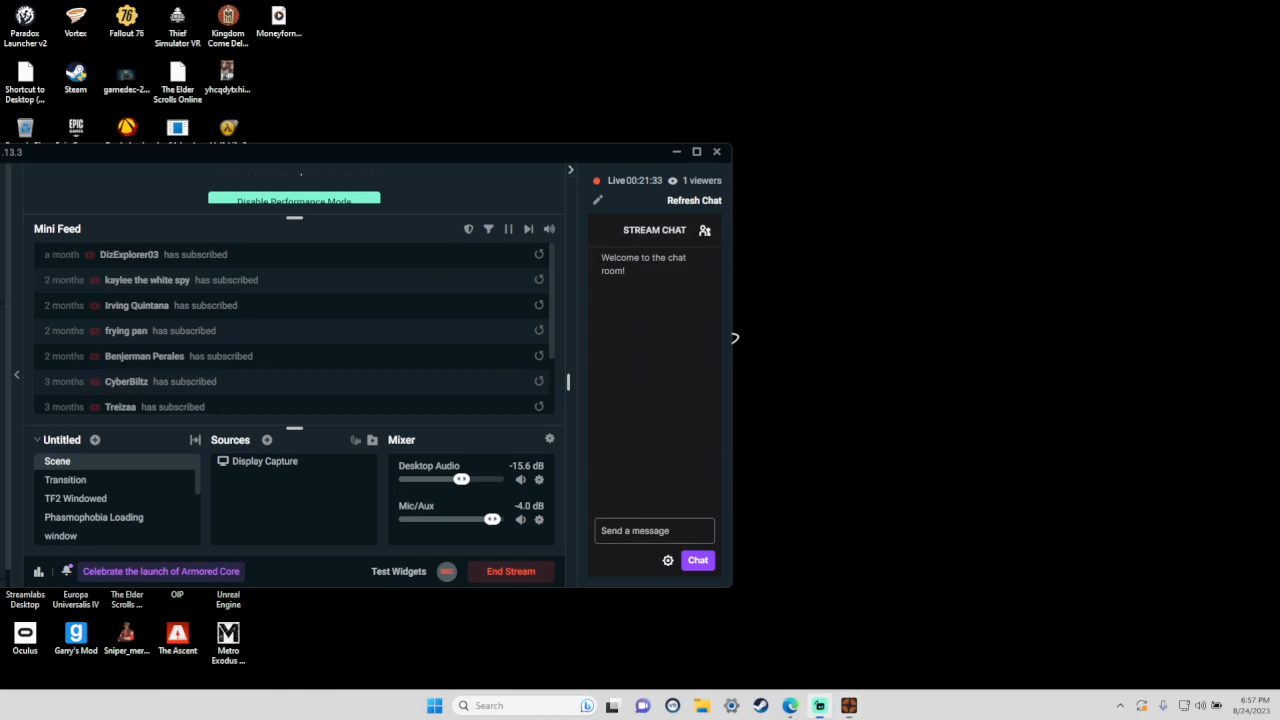 Paradox Launcher v2
Vortex
Fallout 76
Thief Simulator VR
Kingdom Come Del...
Moneyforn...
Shortcut to Desktop (...
Steam
gamedec-2...
The Elder Scrolls Online
yhcqdytxhi...
.13.3
Disable Performance Mode
Live 00:21:33 1 viewers
Refresh Chat
Mini Feed
a month DizExplorer03 has subscribed
2 months kaylee the white spy has subscribed
2 months Irving Quintana has subscribed
2 months frying pan has subscribed
2 months Benjerman Perales has subscribed
3 months CyberBiltz has subscribed
3 months Treizaa has subscribed
STREAM CHAT
Welcome to the chat
room!
Send a message
Chat
Untitled
Scene
Transition
TF2 Windowed
Phasmophobia Loading
window
Sources
Display Capture
Mixer
Desktop Audio -15.6 dB
Mic/Aux -4.0 dB
Celebrate the launch of Armored Core
Test Widgets
REC
End Stream
Streamlabs Desktop
Europa Universalis IV
The Elder Scrolls ...
OIP
Unreal Engine
Oculus
Garry's Mod
Sniper_mer...
The Ascent
Metro Exodus ...
Search
6:57 PM
8/24/2023